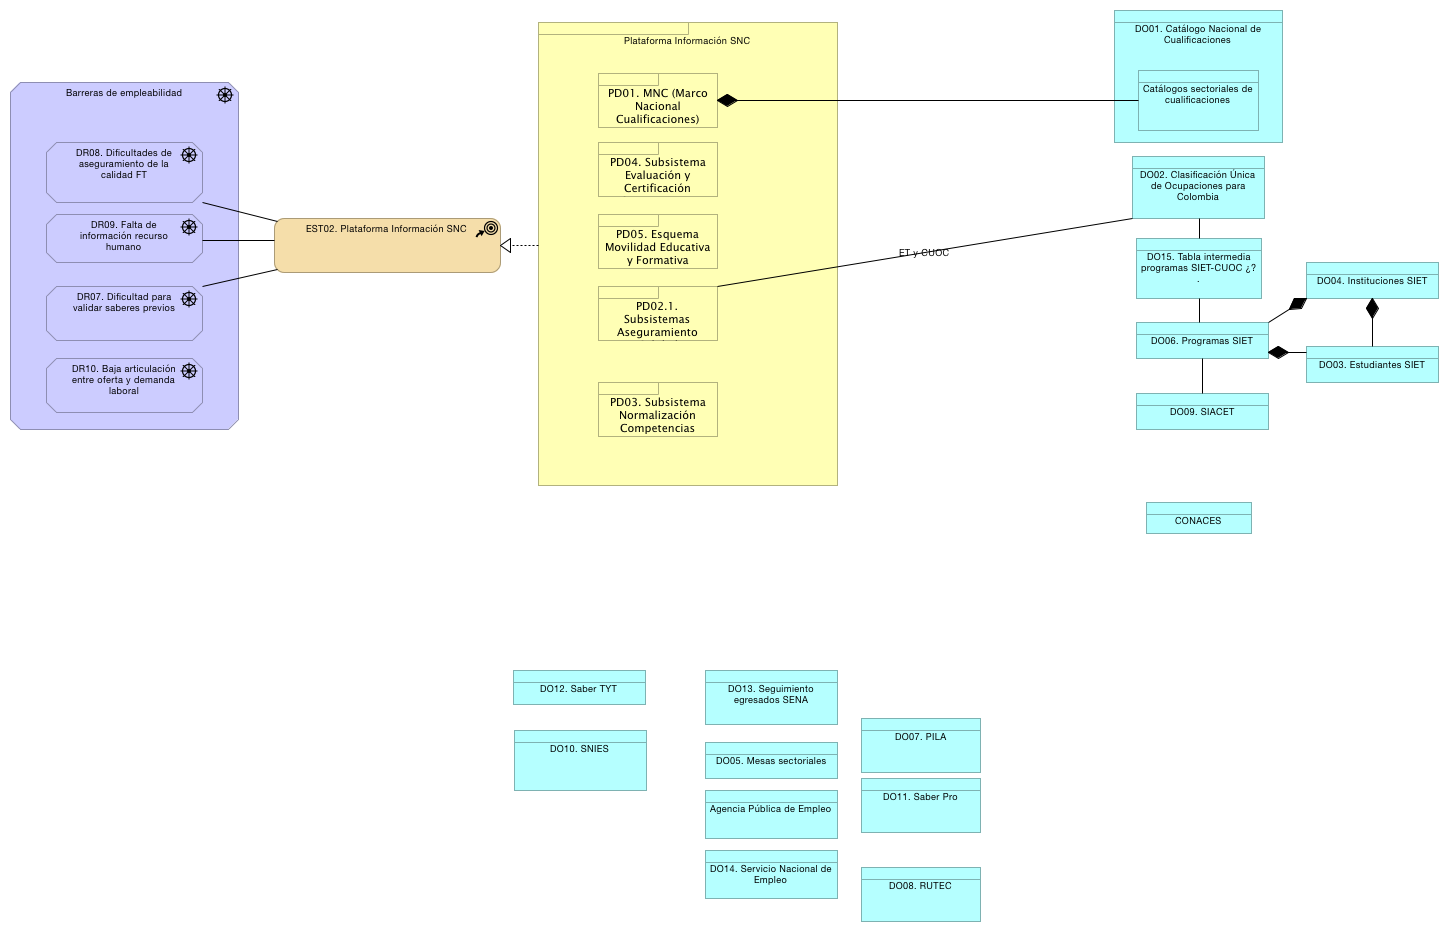 Barreras de empleabilidad
DR08. Dificultades de
aseguramiento de la
calidad FT
DR09. Falta de
información recurso
humano
DR07. Dificultad para
validar saberes previos
DR10. Baja articulación
entre oferta y demanda
laboral
EST02. Plataforma Información SNC
Plataforma Información SNC
PD01. MNC (Marco
Nacional
Cualificaciones)
PD04. Subsistema
Evaluación y
Certificación
PD05. Esquema
Movilidad Educativa
y Formativa
PD02.1.
Subsistemas
Aseguramiento
PD03. Subsistema
Normalización
Competencias
ET y CUOC
DO01. Catálogo Nacional de
Cualificaciones
Catálogos sectoriales de
cualificaciones
DO02. Clasificación Única
de Ocupaciones para
Colombia
DO15. Tabla intermedia
programas SIET-CUOC ¿?
.
DO04. Instituciones SIET
DO06. Programas SIET
DO03. Estudiantes SIET
DO09. SIACET
CONACES
DO12. Saber TYT
DO10. SNIES
DO13. Seguimiento
egresados SENA
DO05. Mesas sectoriales
Agencia Pública de Empleo
DO14. Servicio Nacional de
Empleo
DO07. PILA
DO11. Saber Pro
DO08. RUTEC